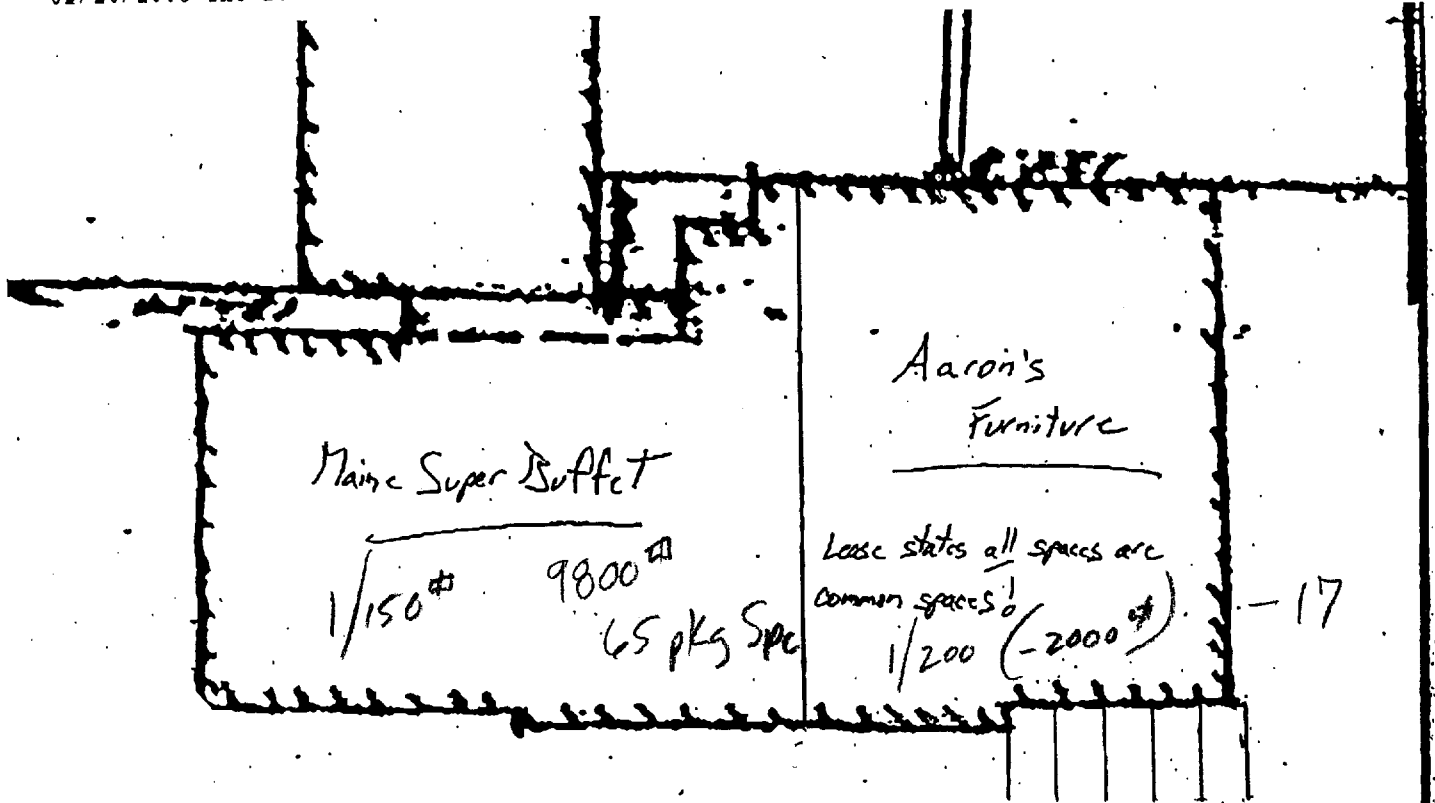 Aaron's
Furniture
Maine Super Buffet
Lease states all spaces are
common spaces!
1/150 9800
65 pkg Spc
1/200 (-2000)
- 17